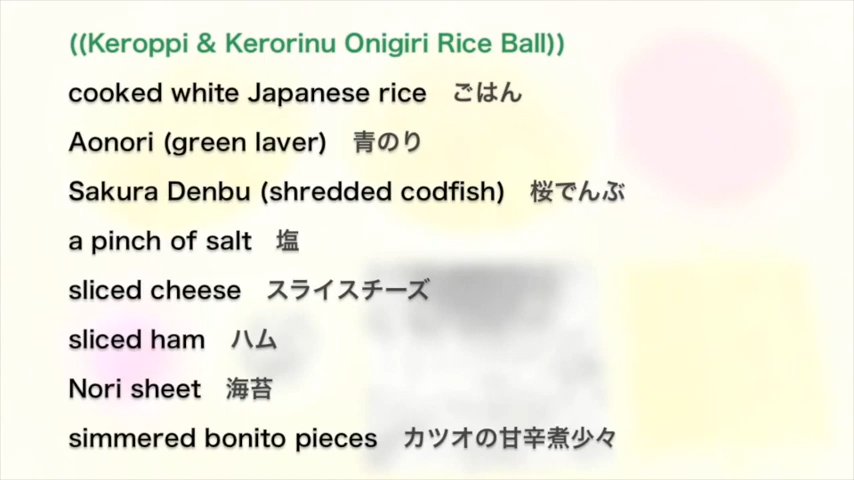 ((Keroppi & Kerorinu Onigiri Rice Ball))
cooked white Japanese rice ごはん
Aonori (green laver) 青のり
Sakura Denbu (shredded codfish) 桜でんぶ
a pinch of salt 塩
sliced cheese スライスチーズ
sliced ham ハム
Nori sheet 海苔
simmered bonito pieces カツオの甘辛煮少々